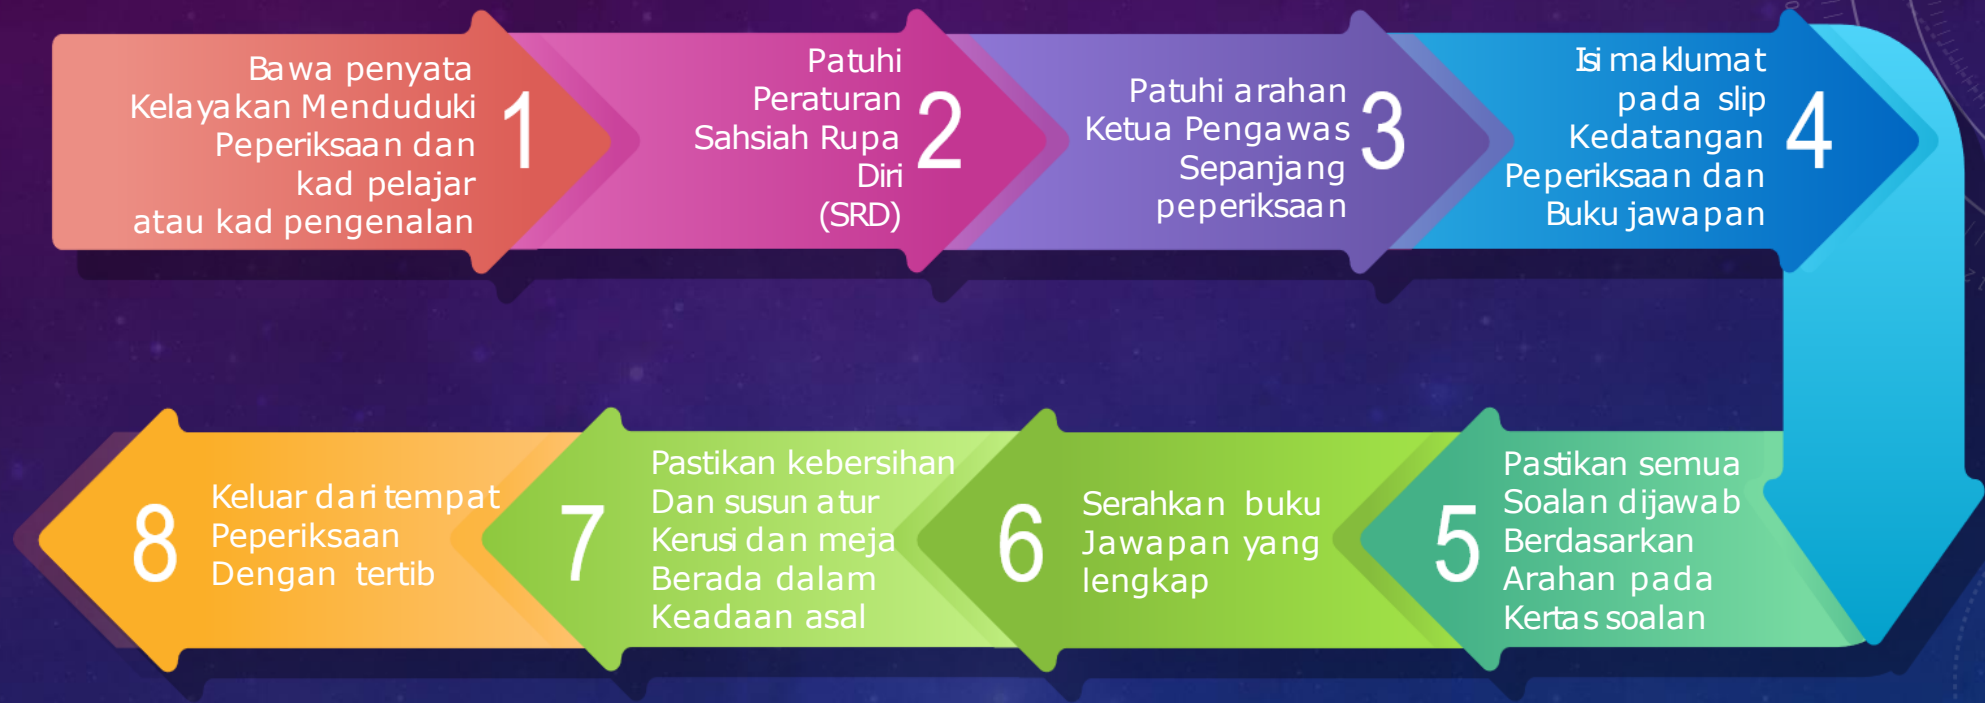 Bawa penyata
Kelayakan Menduduki
Peperiksaan dan
kad pelajar
atau kad pengenalan
1
Patuhi
Peraturan
Sahsiah Rupa
Diri
(SRD)
2
Patuhi arahan
Ketua Pengawas
Sepanjang
peperiksaan
3
Isi maklumat
pada slip
Kedatangan
Peperiksaan dan
Buku jawapan
4
5
Pastikan semua
Soalan dijawab
Berdasarkan
Arahan pada
Kertas soalan
6
Serahkan buku
Jawapan yang
lengkap
7
Pastikan kebersihan
Dan susun atur
Kerusi dan meja
Berada dalam
Keadaan asal
8
Keluar dari tempat
Peperiksaan
Dengan tertib